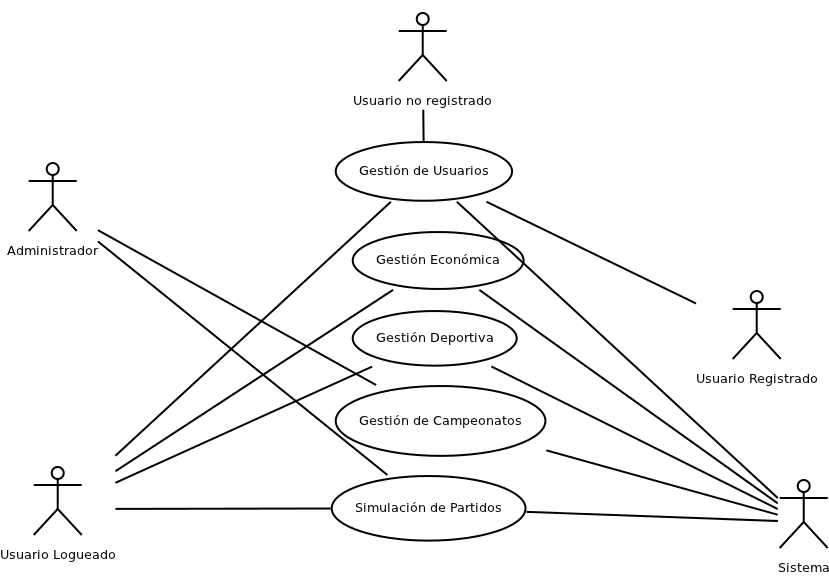 Usuario no registrado
Gestión de Usuarios
Administrador
Gestión Económica
Gestión Deportiva
Usuario Registrado
Gestión de Campeonatos
Simulación de Partidos
Usuario Logueado
Sistema